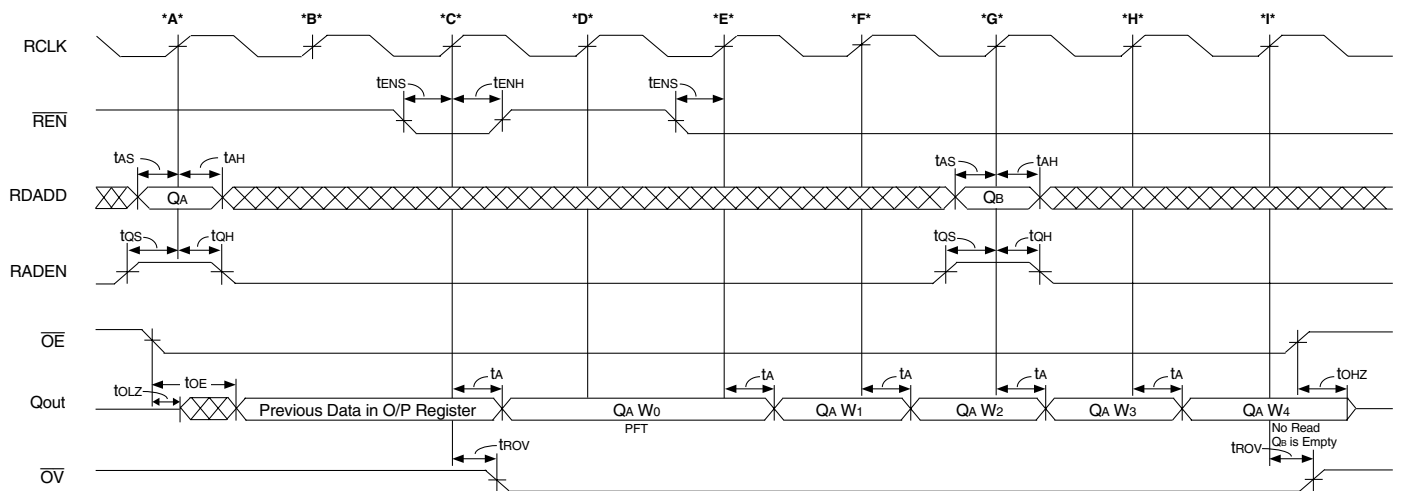 *A* *B* *C* *D* *E* *F* *G* *H* *I*
RCLK
tENS tENH tENS
REN
tAS tAH tAS tAH
RDADD QA QB
tQS tQH tQS tQH
RADEN
OE
tOLZ tOE tA tA tA tA tA tOHZ
Qout Previous Data in O/P Register QA W0 QA W1 QA W2 QA W3 QA W4
PFT No Read
QB is Empty
tROV tROV
OV